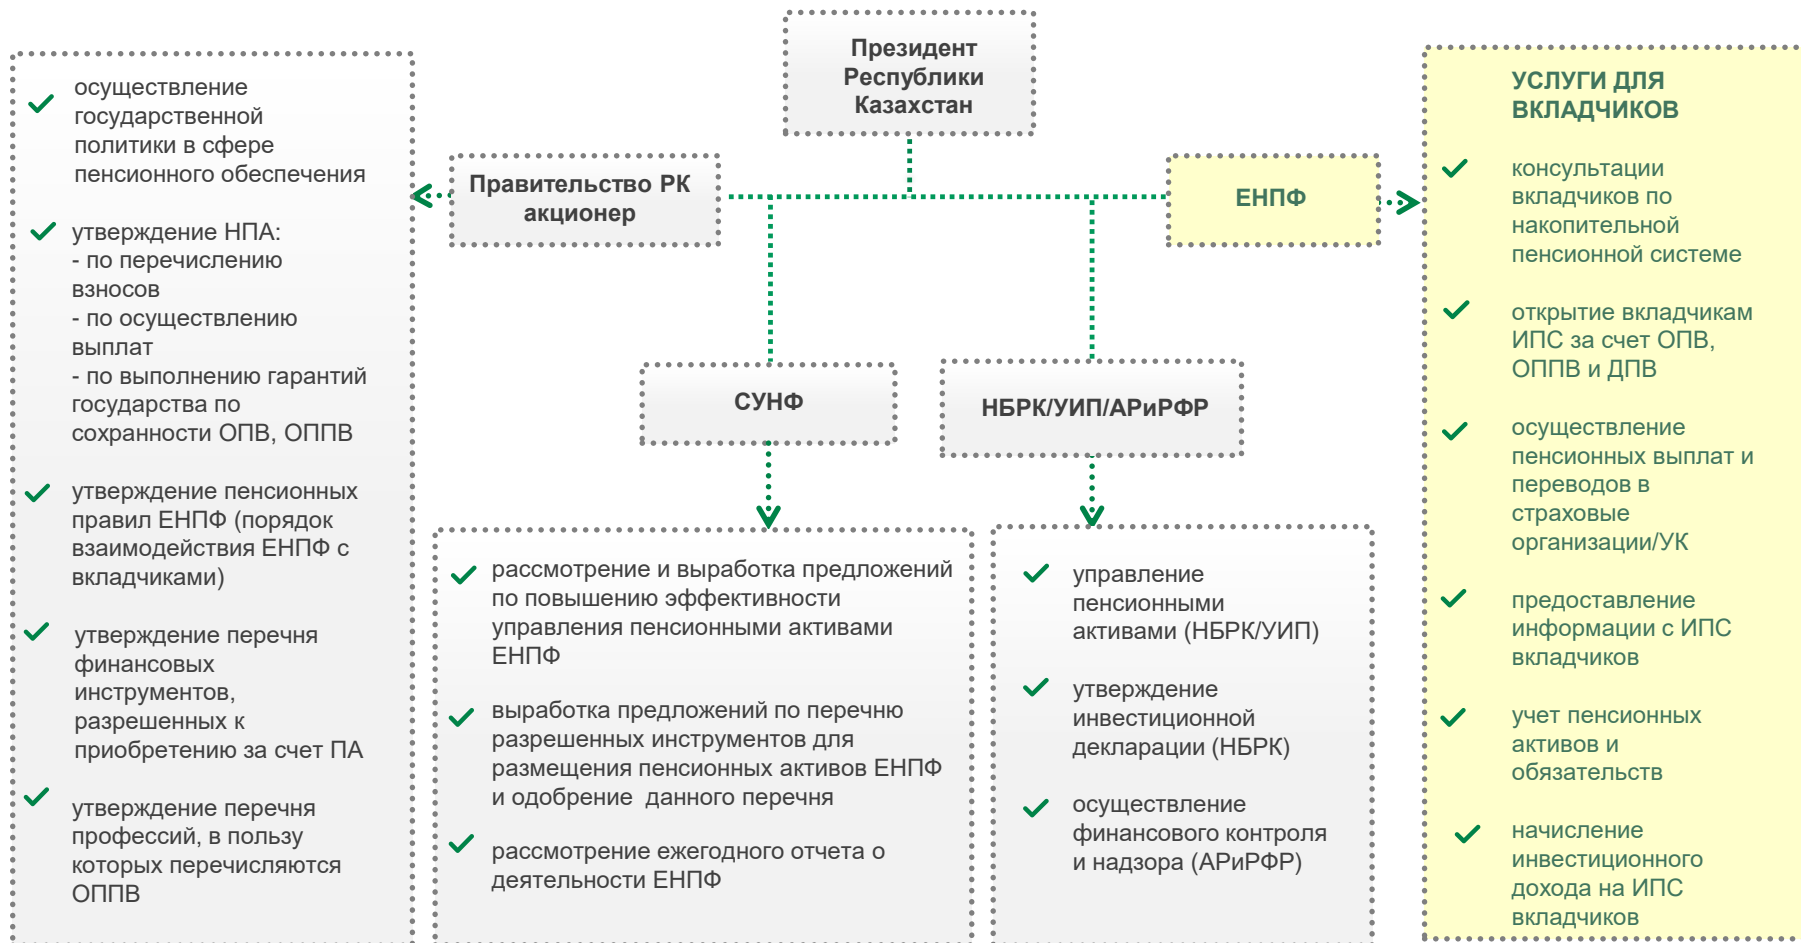 Президент
Республики
Казахстан
Правительство РК
акционер
ЕНПФ
СУНФ
НБРК/УИП/АРиРФР
осуществление
государственной
политики в сфере
пенсионного обеспечения
утверждение НПА:
- по перечислению
взносов
- по осуществлению
выплат
- по выполнению гарантий
государства по
сохранности ОПВ, ОППВ
утверждение пенсионных
правил ЕНПФ (порядок
взаимодействия ЕНПФ с
вкладчиками)
утверждение перечня
финансовых
инструментов,
разрешенных к
приобретению за счет ПА
утверждение перечня
профессий, в пользу
которых перечисляются
ОППВ
рассмотрение и выработка предложений
по повышению эффективности
управления пенсионными активами
ЕНПФ
выработка предложений по перечню
разрешенных инструментов для
размещения пенсионных активов ЕНПФ
и одобрение данного перечня
рассмотрение ежегодного отчета о
деятельности ЕНПФ
управление
пенсионными
активами (НБРК/УИП)
утверждение
инвестиционной
декларации (НБРК)
осуществление
финансового контроля
и надзора (АРиРФР)
УСЛУГИ ДЛЯ
ВКЛАДЧИКОВ
консультации
вкладчиков по
накопительной
пенсионной системе
открытие вкладчикам
ИПС за счет ОПВ,
ОППВ и ДПВ
осуществление
пенсионных выплат и
переводов в
страховые
организации/УК
предоставление
информации с ИПС
вкладчиков
учет пенсионных
активов и
обязательств
начисление
инвестиционного
дохода на ИПС
вкладчиков